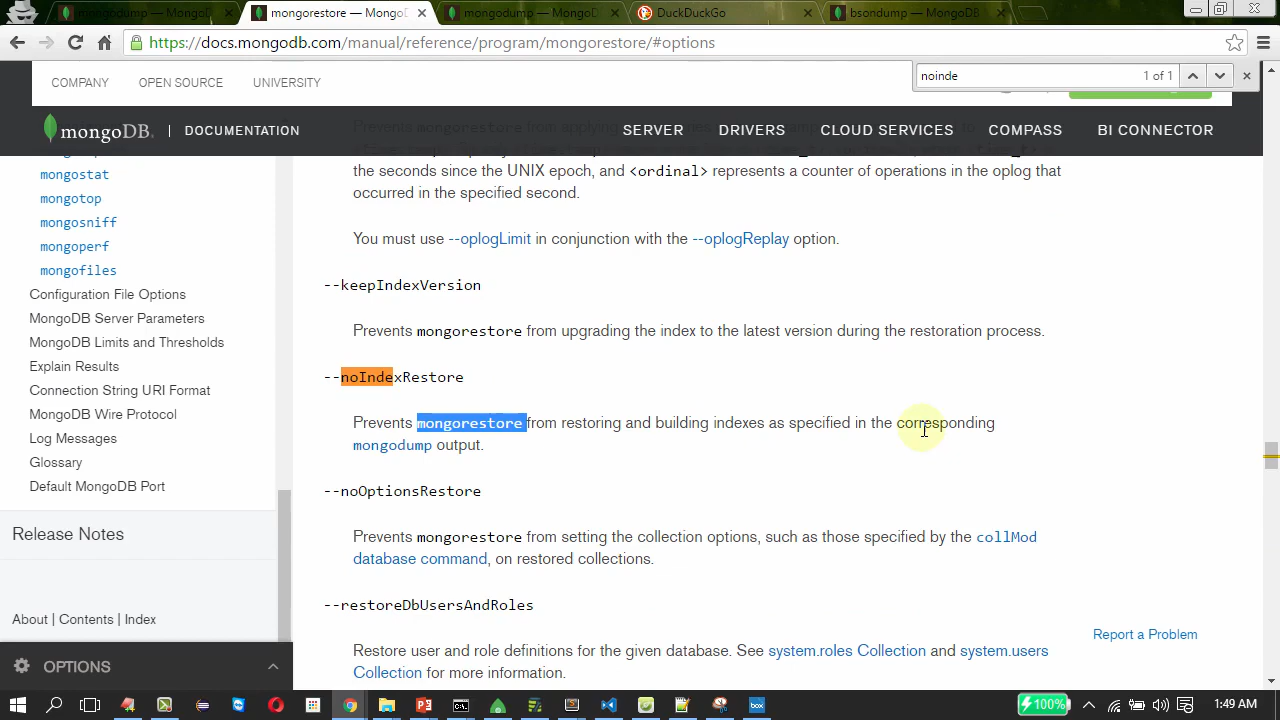 mongodump — MongoD
mongorestore — MongoD
mongodump — MongoD
DuckDuckGo
bsondump — MongoDB
https://docs.mongodb.com/manual/reference/program/mongorestore/#options
noinde
1 of 1
COMPANY
OPEN SOURCE
UNIVERSITY
mongoDB.
DOCUMENTATION
SERVER
DRIVERS
CLOUD SERVICES
COMPASS
BI CONNECTOR
mongostat
mongotop
mongosniff
mongoperf
mongofiles
Configuration File Options
MongoDB Server Parameters
MongoDB Limits and Thresholds
Explain Results
Connection String URI Format
MongoDB Wire Protocol
Log Messages
Glossary
Default MongoDB Port
Release Notes
About | Contents | Index
OPTIONS
Prevents mongorestore from applying
the seconds since the UNIX epoch, and <ordinal> represents a counter of operations in the oplog that
occurred in the specified second.
You must use --oplogLimit in conjunction with the --oplogReplay option.
--keepIndexVersion
Prevents mongorestore from upgrading the index to the latest version during the restoration process.
--noIndexRestore
Prevents mongorestore from restoring and building indexes as specified in the corresponding
mongodump output.
--noOptionsRestore
Prevents mongorestore from setting the collection options, such as those specified by the collMod
database command, on restored collections.
--restoreDbUsersAndRoles
Restore user and role definitions for the given database. See system.roles Collection and system.users
Collection for more information.
Report a Problem
100%
1:49 AM